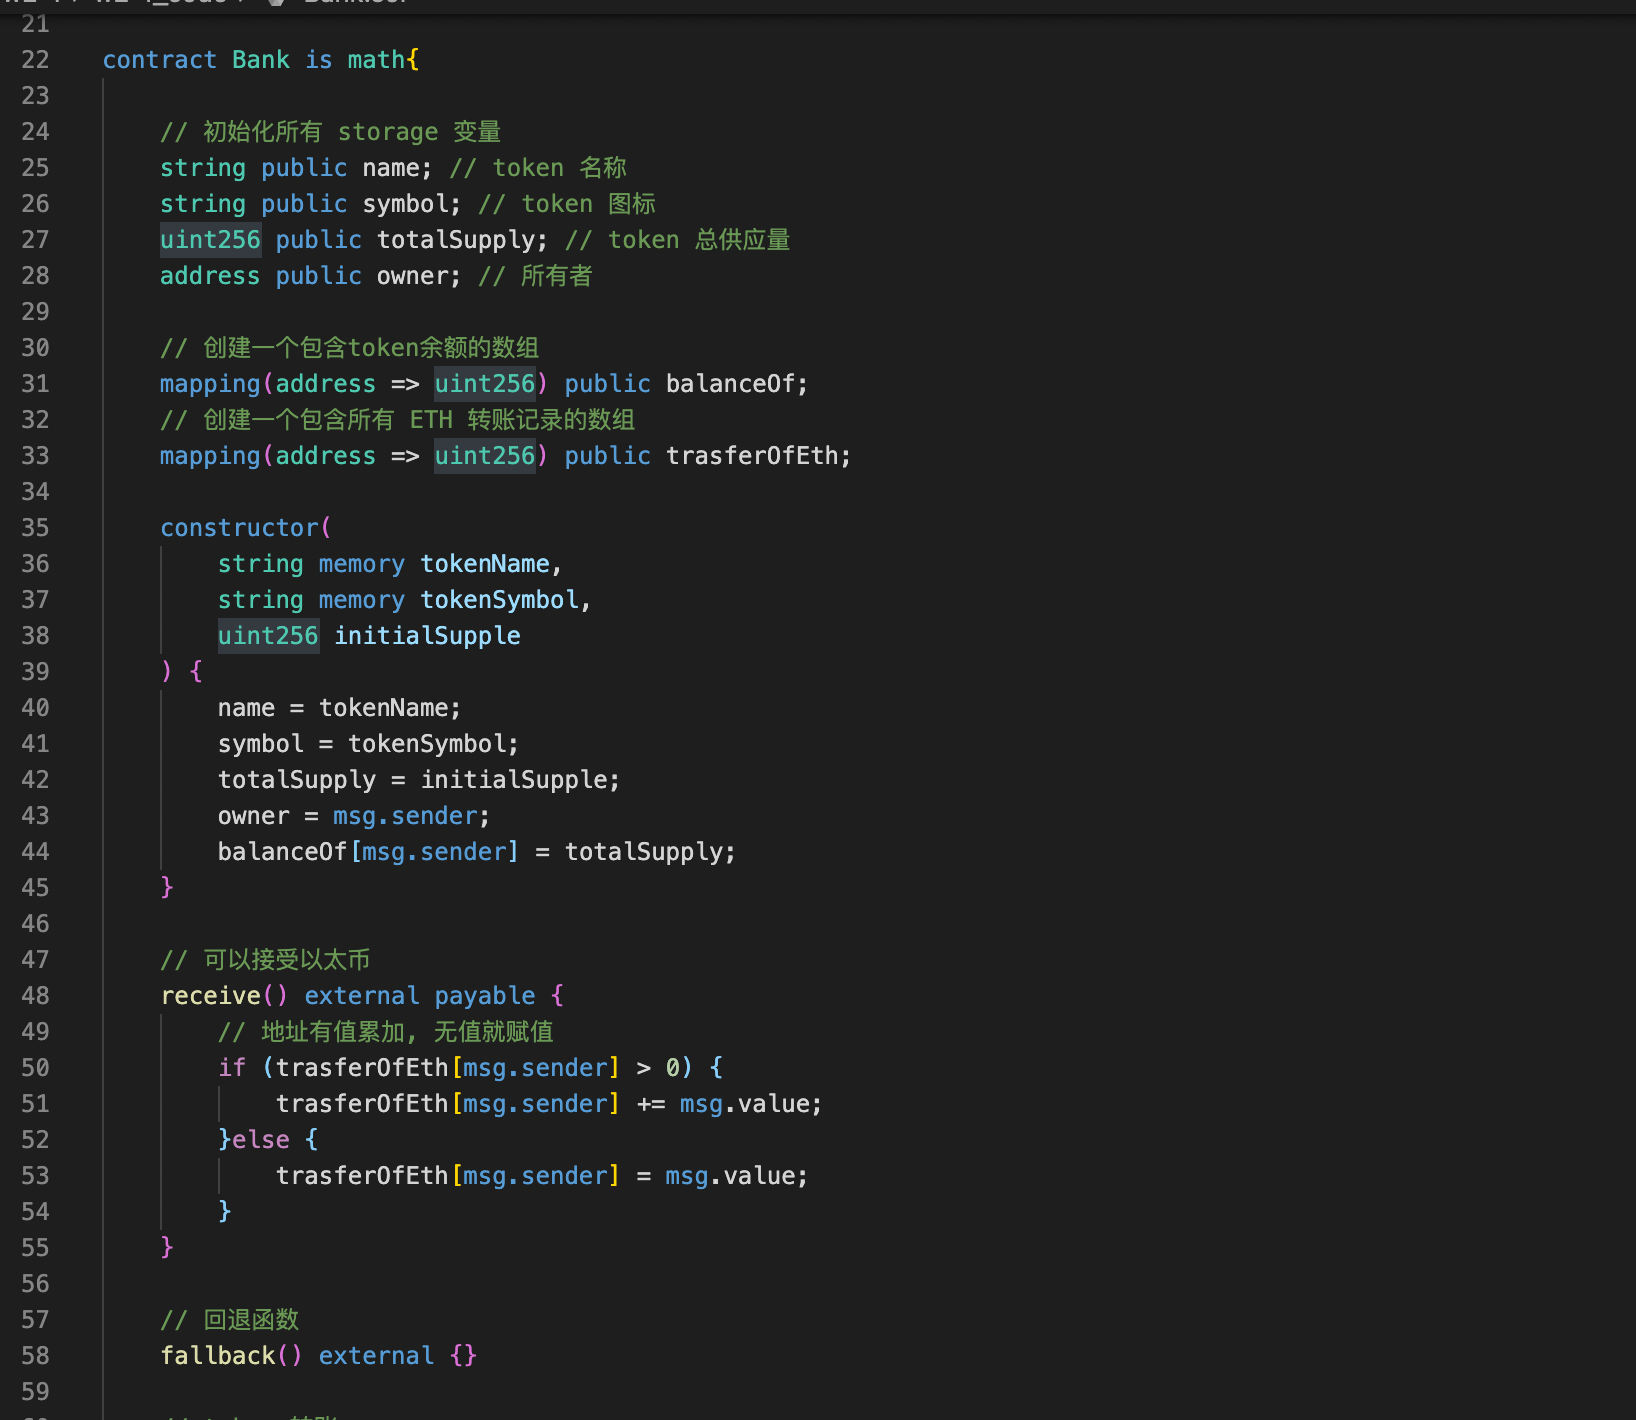 21
22 contract Bank is math{
23
24 // 初始化所有 storage 变量
25 string public name; // token 名称
26 string public symbol; // token 图标
27 uint256 public totalSupply; // token 总供应量
28 address public owner; // 所有者
29
30 // 创建一个包含token余额的数组
31 mapping(address => uint256) public balanceOf;
32 // 创建一个包含所有 ETH 转账记录的数组
33 mapping(address => uint256) public trasferOfEth;
34
35 constructor(
36 string memory tokenName,
37 string memory tokenSymbol,
38 uint256 initialSupple
39 ) {
40 name = tokenName;
41 symbol = tokenSymbol;
42 totalSupply = initialSupple;
43 owner = msg.sender;
44 balanceOf[msg.sender] = totalSupply;
45 }
46
47 // 可以接受以太币
48 receive() external payable {
49 // 地址有值累加, 无值就赋值
50 if (trasferOfEth[msg.sender] > 0) {
51 trasferOfEth[msg.sender] += msg.value;
52 }else {
53 trasferOfEth[msg.sender] = msg.value;
54 }
55 }
56
57 // 回退函数
58 fallback() external {}
59